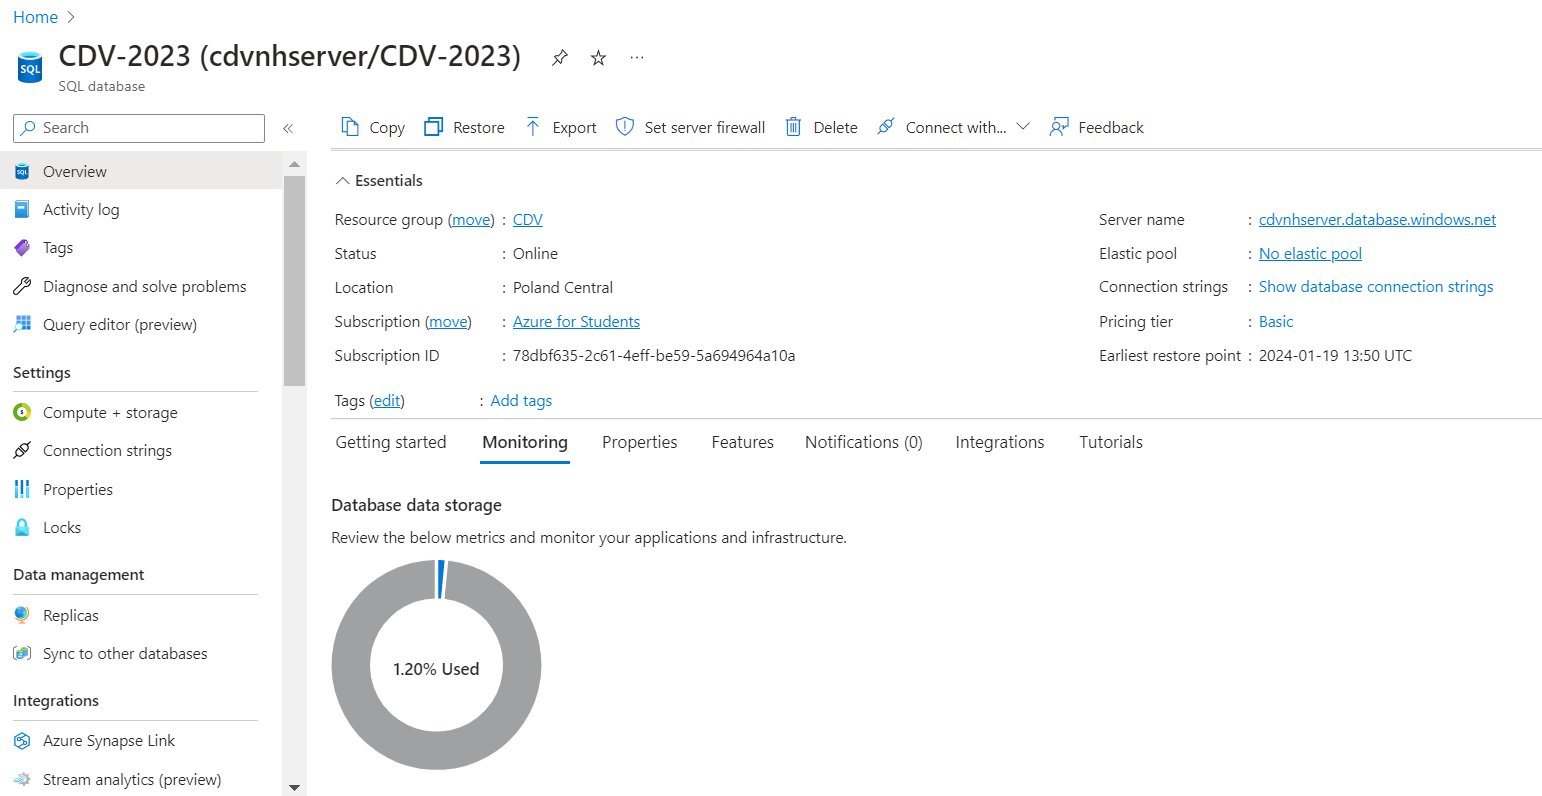 Home
CDV-2023 (cdvnhserver/CDV-2023)
SQL
SQL database
Search
Overview
Activity log
Tags
Diagnose and solve problems
Query editor (preview)
Settings
Compute + storage
Connection strings
Properties
Locks
Data management
Replicas
Sync to other databases
Integrations
Azure Synapse Link
Stream analytics (preview)
Copy Restore Export Set server firewall Delete Connect with... Feedback
Essentials
Resource group (move) : CDV
Status : Online
Location : Poland Central
Subscription (move) : Azure for Students
Subscription ID : 78dbf635-2c61-4eff-be59-5a694964a10a
Server name : cdvnhserver.database.windows.net
Elastic pool : No elastic pool
Connection strings : Show database connection strings
Pricing tier : Basic
Earliest restore point : 2024-01-19 13:50 UTC
Tags (edit) : Add tags
Getting started Monitoring Properties Features Notifications (0) Integrations Tutorials
Database data storage
Review the below metrics and monitor your applications and infrastructure.
1.20% Used